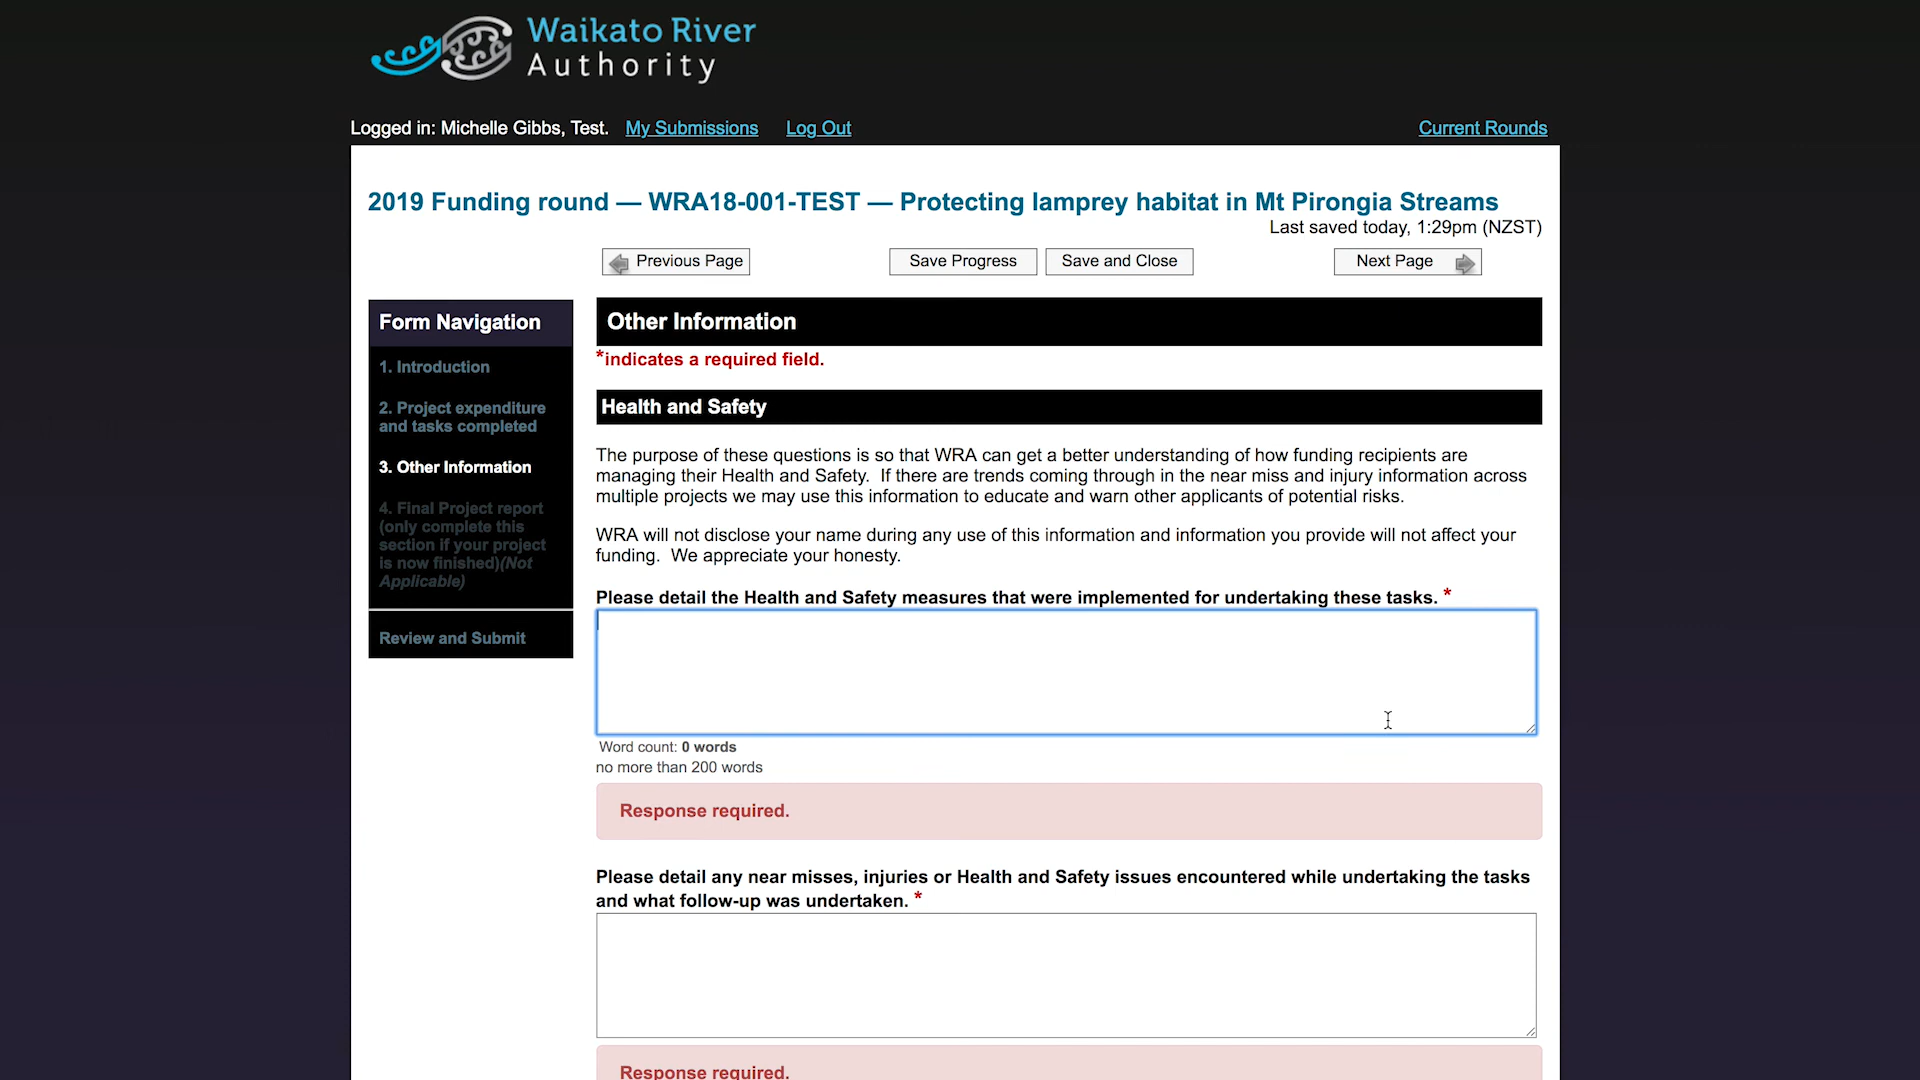 Waikato River
Authority
Logged in: Michelle Gibbs, Test. My Submissions Log Out Current Rounds
2019 Funding round — WRA18-001-TEST — Protecting lamprey habitat in Mt Pirongia Streams
Last saved today, 1:29pm (NZST)
Previous Page Save Progress Save and Close Next Page
Form Navigation
1. Introduction
2. Project expenditure
and tasks completed
3. Other Information
4. Final Project report
(only complete this
section if your project
is now finished)(Not
Applicable)
Review and Submit
Other Information
*indicates a required field.
Health and Safety
The purpose of these questions is so that WRA can get a better understanding of how funding recipients are
managing their Health and Safety.  If there are trends coming through in the near miss and injury information across
multiple projects we may use this information to educate and warn other applicants of potential risks.
WRA will not disclose your name during any use of this information and information you provide will not affect your
funding.  We appreciate your honesty.
Please detail the Health and Safety measures that were implemented for undertaking these tasks. *
Word count: 0 words
no more than 200 words
Response required.
Please detail any near misses, injuries or Health and Safety issues encountered while undertaking the tasks
and what follow-up was undertaken. *
Response required.